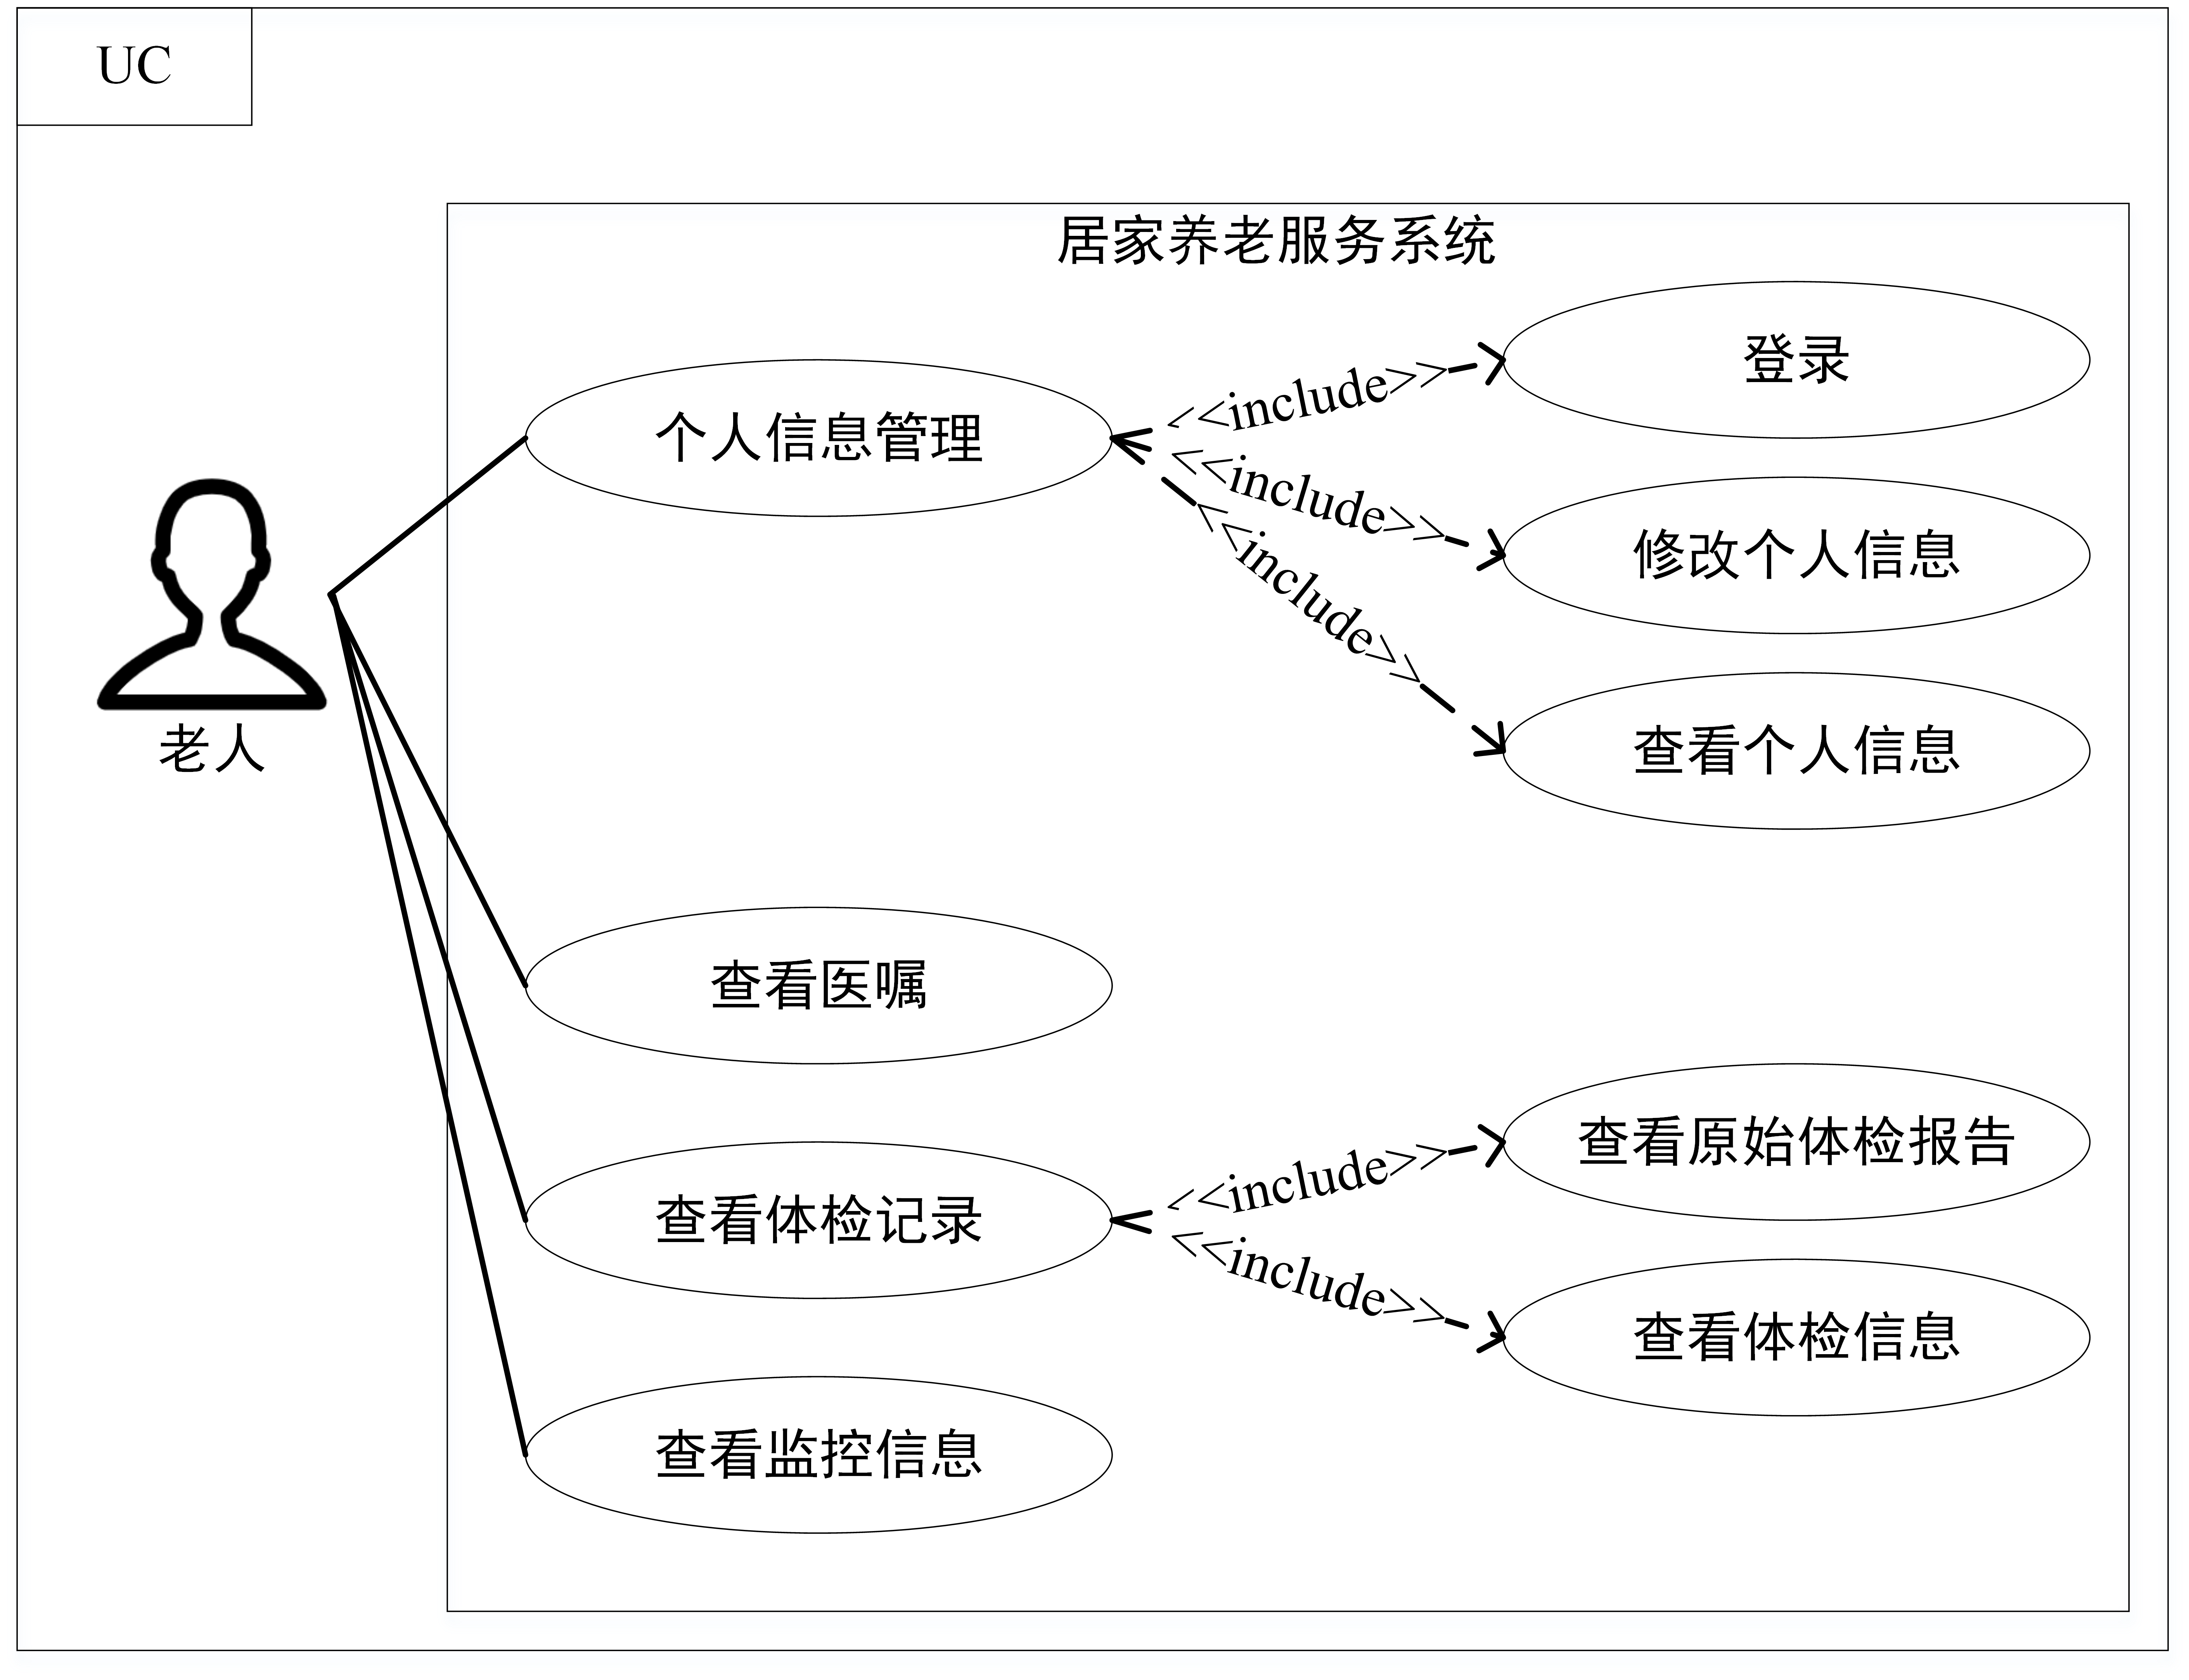 UC
居家养老服务系统
登录
<<include>>
个人信息管理
<<include>>
修改个人信息
<<include>>
查看个人信息
老人
查看医嘱
查看原始体检报告
<<include>>
查看体检记录
<<include>>
查看体检信息
查看监控信息